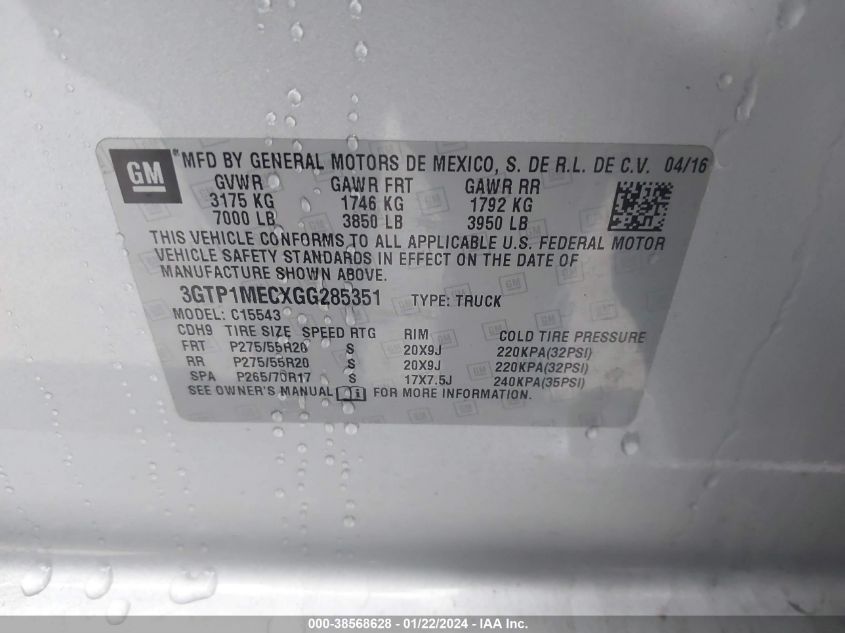 GM *MFD BY GENERAL MOTORS DE MEXICO, S. DE R.L. DE C.V. 04/16
GVWR GAWR FRT GAWR RR
3175 KG 1746 KG 1792 KG
7000 LB 3850 LB 3950 LB
THIS VEHICLE CONFORMS TO ALL APPLICABLE U.S. FEDERAL MOTOR
VEHICLE SAFETY STANDARDS IN EFFECT ON THE DATE OF
MANUFACTURE SHOWN ABOVE.
3GTP1MECXGG285351 TYPE: TRUCK
MODEL: C15543
CDH9 TIRE SIZE SPEED RTG RIM COLD TIRE PRESSURE
FRT P275/55R20 S 20X9J 220KPA(32PSI)
RR P275/55R20 S 20X9J 220KPA(32PSI)
SPA P265/70R17 S 17X7.5J 240KPA(35PSI)
SEE OWNER'S MANUAL i FOR MORE INFORMATION.
000-38568628 - 01/22/2024 - IAA Inc.